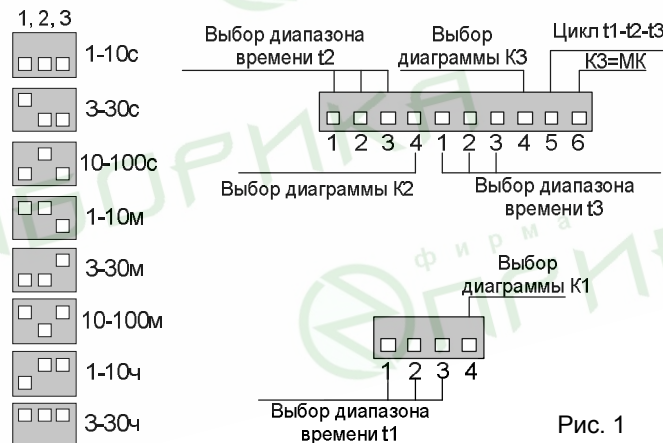 1, 2, 3
1-10с
3-30с
10-100с
1-10м
3-30м
10-100м
1-10ч
3-30ч
Выбор диапазона
времени t2
Выбор
диаграммы К3
Цикл t1-t2-t3
К3=МК
1 2 3 4 1 2 3 4 5 6
Выбор диаграммы К2
Выбор диапазона
времени t3
Выбор
диаграммы К1
1 2 3 4
Выбор диапазона
времени t1
Рис. 1
фирма